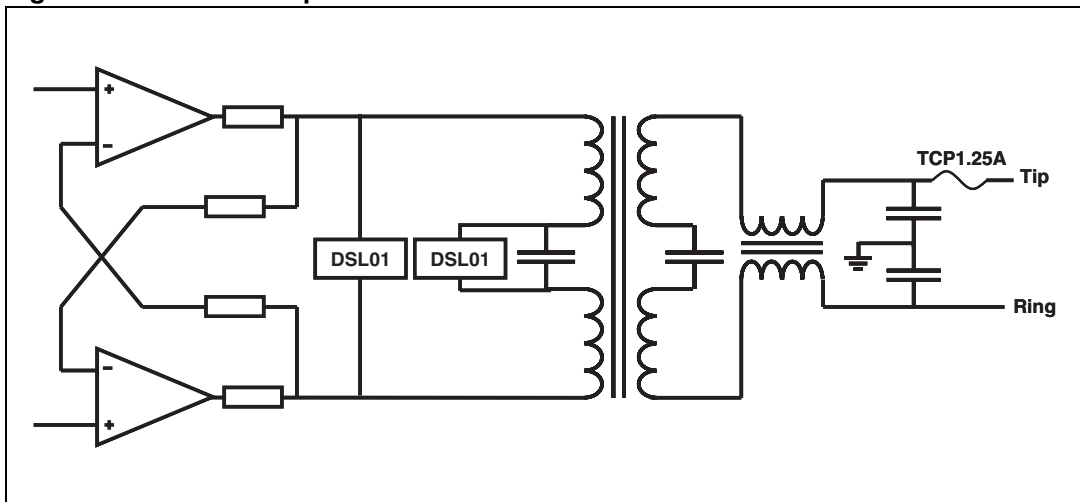 +
−
TCP1.25A
Tip
DSL01
DSL01
Ring
−
+